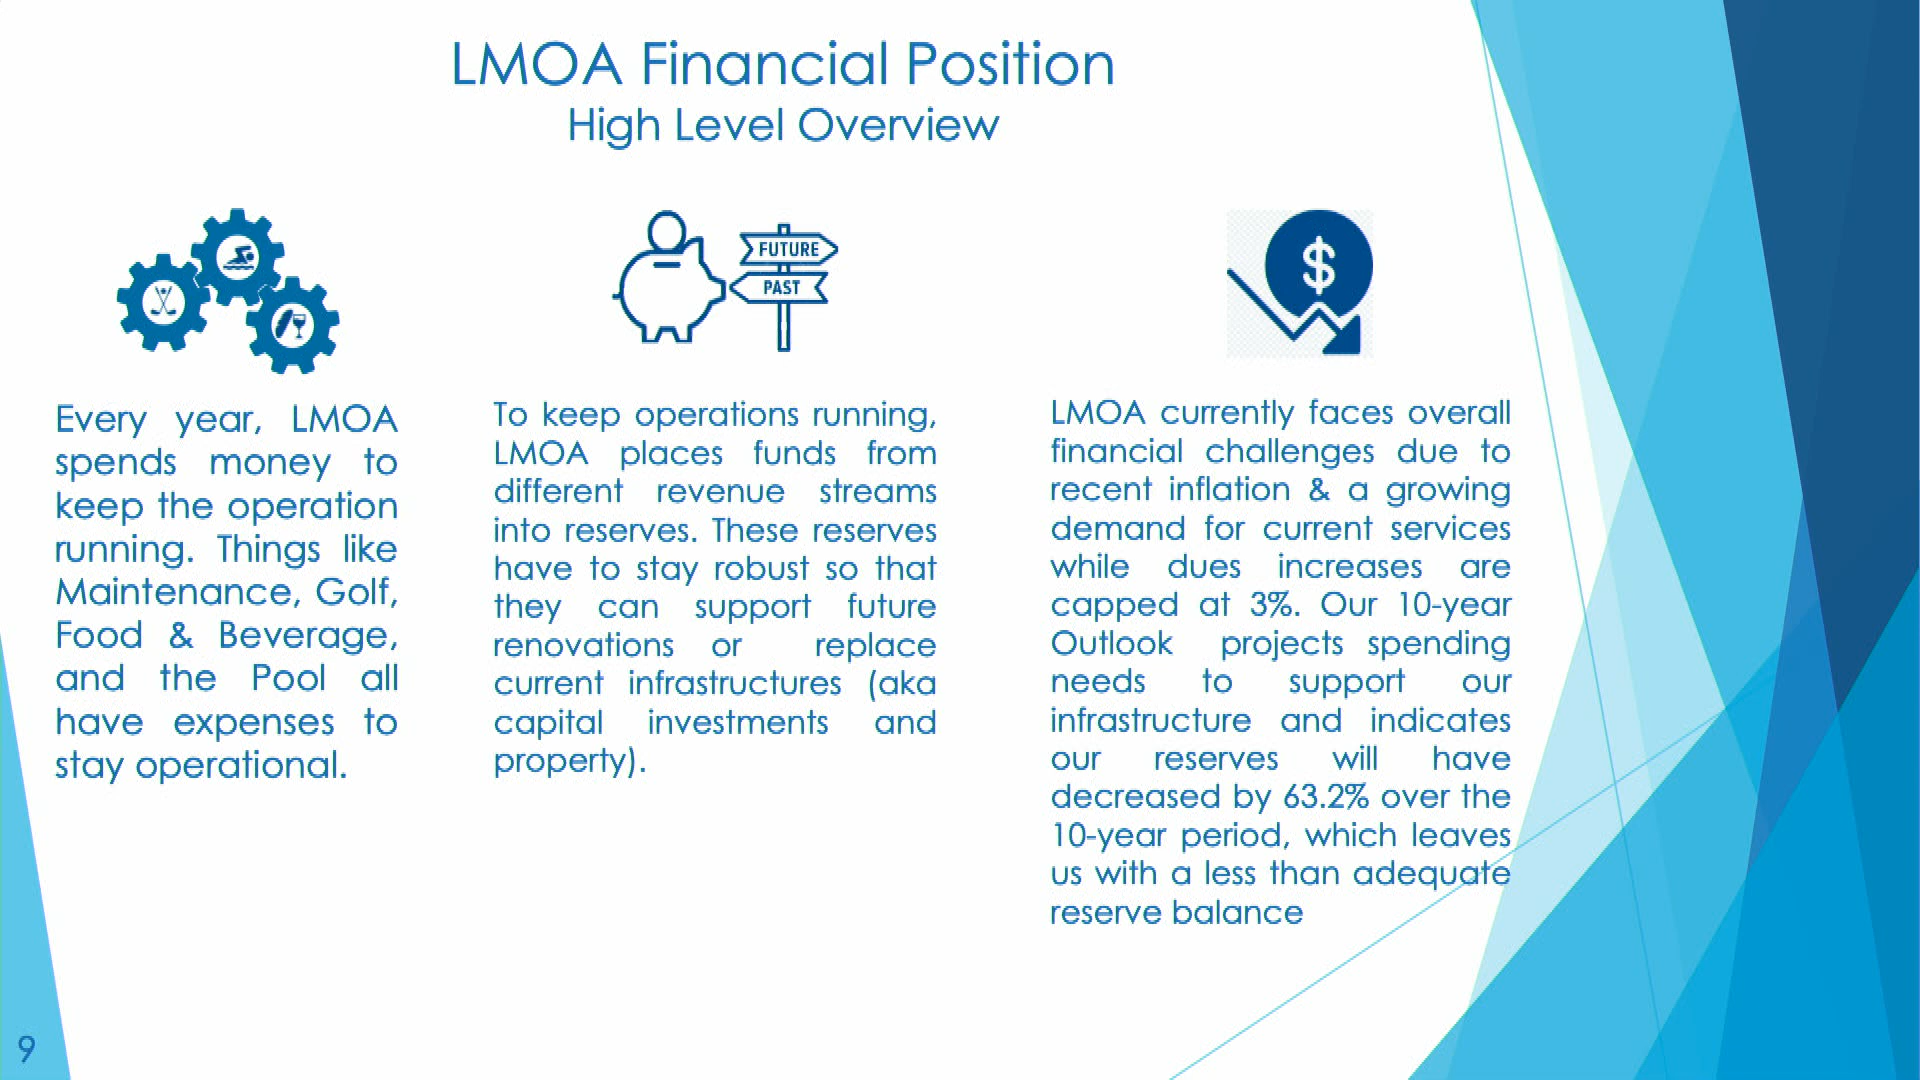 LMOA Financial Position
High Level Overview
FUTURE
PAST
$
Every year, LMOA
spends money to
keep the operation
running. Things like
Maintenance, Golf,
Food & Beverage,
and the Pool all
have expenses to
stay operational.
To keep operations running,
LMOA places funds from
different revenue streams
into reserves. These reserves
have to stay robust so that
they can support future
renovations or replace
current infrastructures (aka
capital investments and
property).
LMOA currently faces overall
financial challenges due to
recent inflation & a growing
demand for current services
while dues increases are
capped at 3%. Our 10-year
Outlook projects spending
needs to support our
infrastructure and indicates
our reserves will have
decreased by 63.2% over the
10-year period, which leaves
us with a less than adequate
reserve balance
9